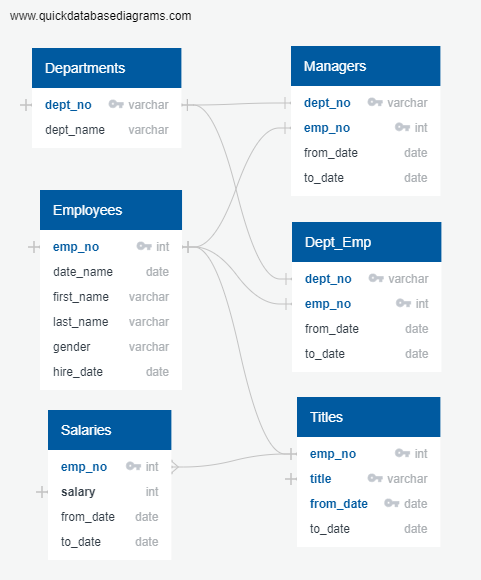 www.quickdatabasediagrams.com
Departments
dept_no varchar
dept_name varchar
Managers
dept_no varchar
emp_no int
from_date date
to_date date
Employees
emp_no int
date_name date
first_name varchar
last_name varchar
gender varchar
hire_date date
Dept_Emp
dept_no varchar
emp_no int
from_date date
to_date date
Salaries
emp_no int
salary int
from_date date
to_date date
Titles
emp_no int
title varchar
from_date date
to_date date